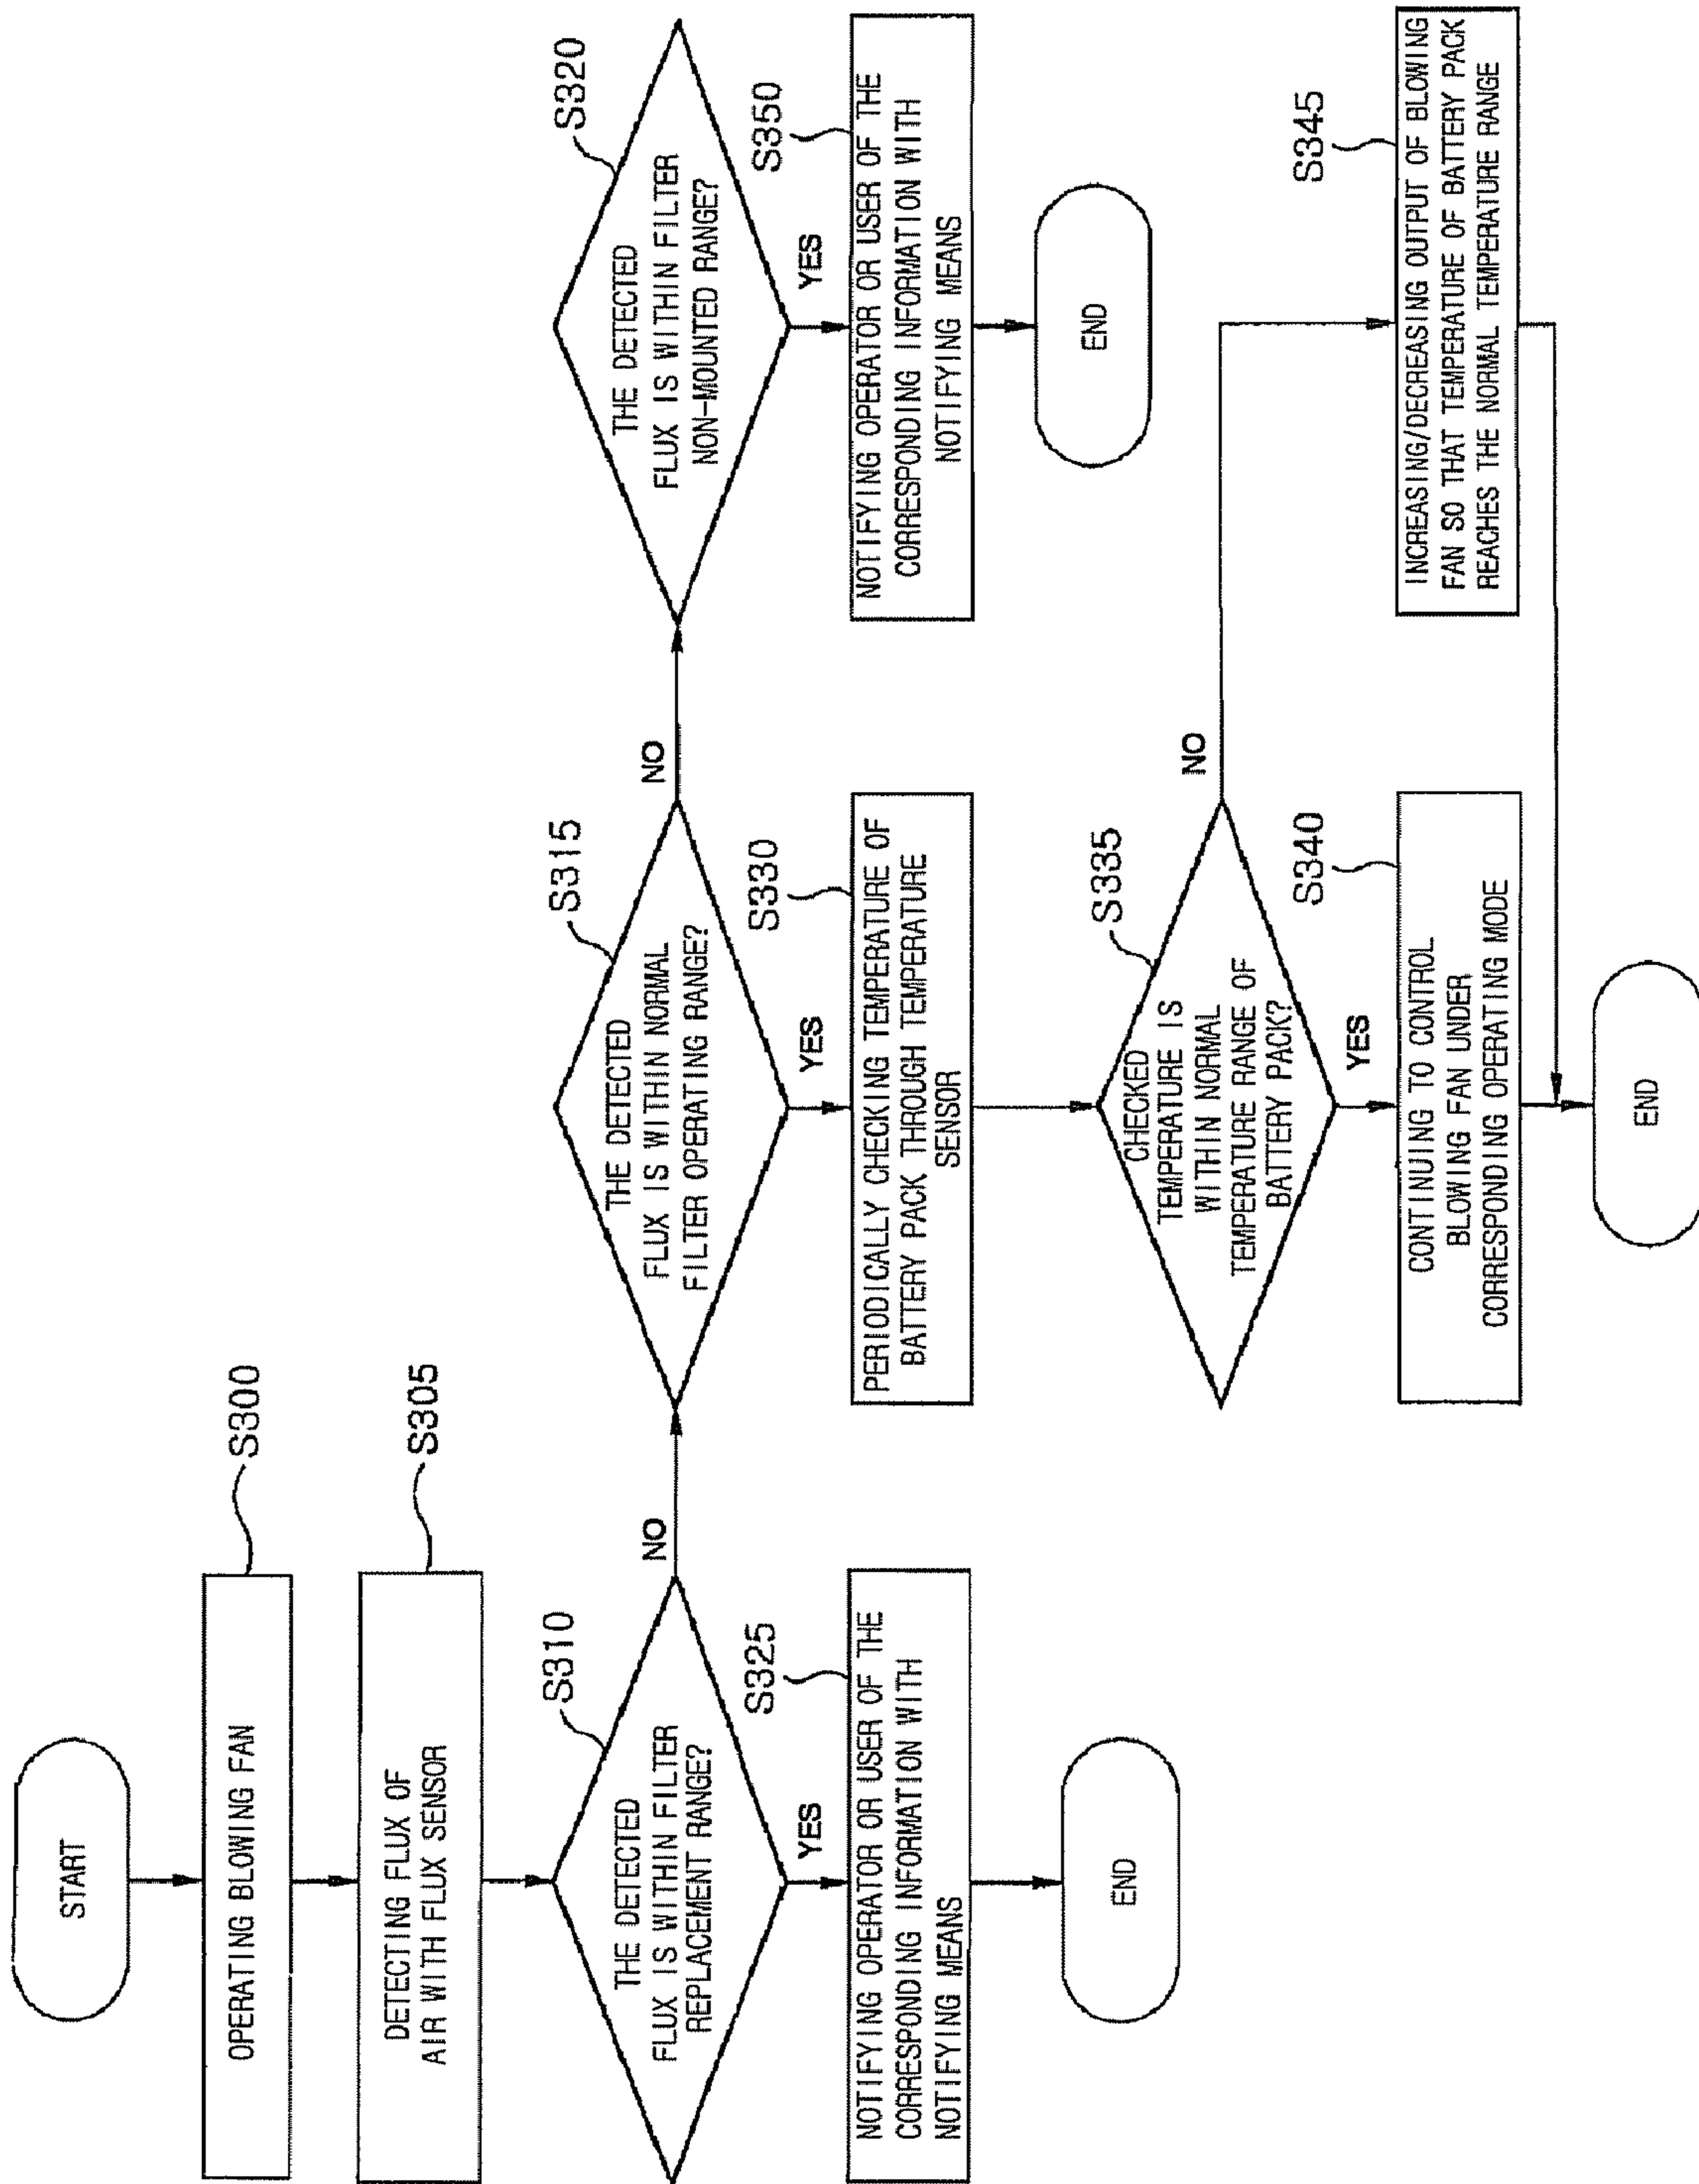 START
S300
OPERATING BLOWING FAN
S305
DETECTING FLUX OF
AIR WITH FLUX SENSOR
S310
THE DETECTED
FLUX IS WITHIN FILTER
REPLACEMENT RANGE?
NO
YES
S325
NOTIFYING OPERATOR OR USER OF THE
CORRESPONDING INFORMATION WITH
NOTIFYING MEANS
END
S315
THE DETECTED
FLUX IS WITHIN NORMAL
FILTER OPERATING RANGE?
NO
YES
S330
PERIODICALLY CHECKING TEMPERATURE OF
BATTERY PACK THROUGH TEMPERATURE
SENSOR
S335
CHECKED
TEMPERATURE IS
WITHIN NORMAL
TEMPERATURE RANGE OF
BATTERY PACK?
NO
YES
S340
CONTINUING TO CONTROL
BLOWING FAN UNDER
CORRESPONDING OPERATING MODE
END
S320
THE DETECTED
FLUX IS WITHIN FILTER
NON-MOUNTED RANGE?
YES
S350
NOTIFYING OPERATOR OR USER OF THE
CORRESPONDING INFORMATION WITH
NOTIFYING MEANS
END
S345
INCREASING/DECREASING OUTPUT OF BLOWING
FAN SO THAT TEMPERATURE OF BATTERY PACK
REACHES THE NORMAL TEMPERATURE RANGE